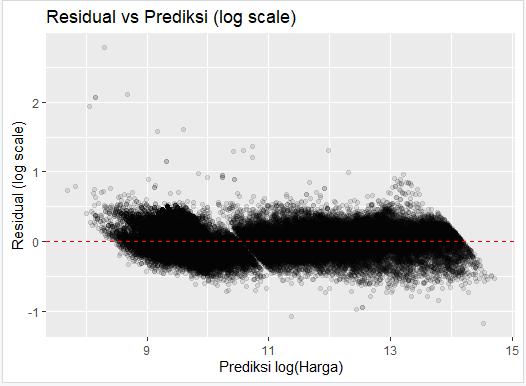 Residual vs Prediksi (log scale)
Residual (log scale)
2
1
0
-1
9
11
13
15
Prediksi log(Harga)